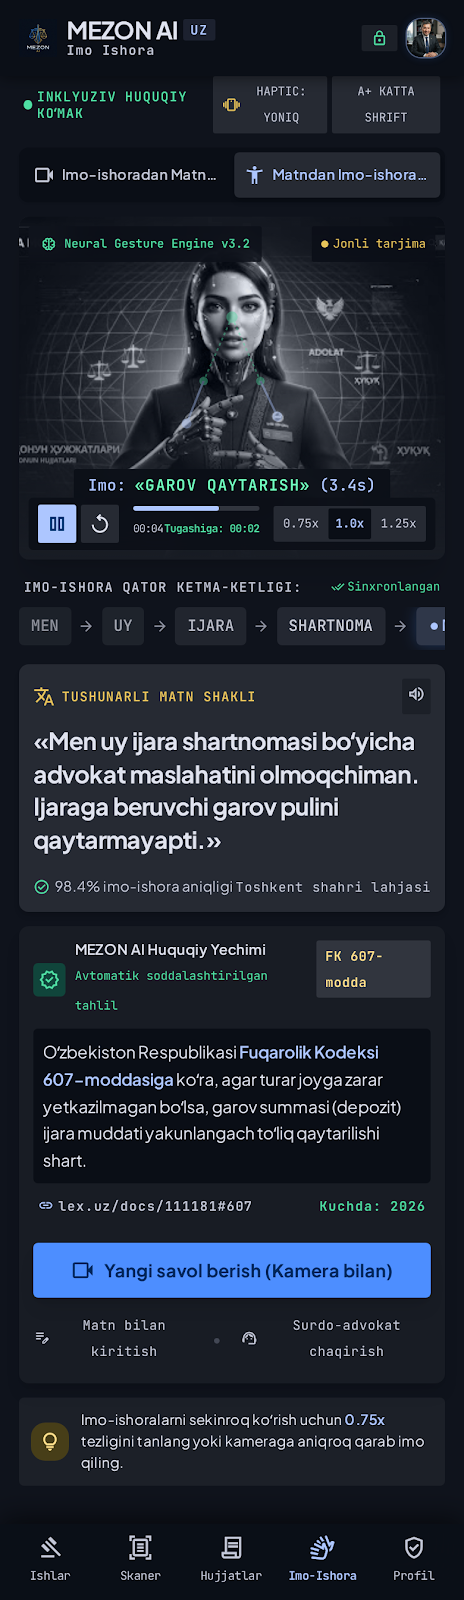 MEZON AI UZ
Imo Ishora
MEZON
INKLYUZIV HUQUQIY
KO‘MAK
HAPTIC:
YONIQ
A+ KATTA
SHRIFT
Imo-ishoradan Matn...
Matndan Imo-ishora...
Neural Gesture Engine v3.2
Jonli tarjima
ADOLAT
ҲУҚУҚ
ҚОНУН ҲУЖЖАТЛАРИ
ҲУҚУҚ
Imo: «GAROV QAYTARISH» (3.4s)
00:04 Tugashiga: 00:02
0.75x 1.0x 1.25x
IMO-ISHORA QATOR KETMA-KETLIGI:
Sinxronlangan
MEN → UY → IJARA → SHARTNOMA →
TUSHUNARLI MATN SHAKLI
«Men uy ijara shartnomasi bo‘yicha
advokat maslahatini olmoqchiman.
Ijaraga beruvchi garov pulini
qaytarmayapti.»
98.4% imo-ishora aniqligi Toshkent shahri lahjasi
MEZON AI Huquqiy Yechimi
Avtomatik soddalashtirilgan
tahlil
FK 607-
modda
O‘zbekiston Respublikasi Fuqarolik Kodeksi
607-moddasiga ko‘ra, agar turar joyga zarar
yetkazilmagan bo‘lsa, garov summasi (depozit)
ijara muddati yakunlangach to‘liq qaytarilishi
shart.
lex.uz/docs/111181#607
Kuchda: 2026
Yangi savol berish (Kamera bilan)
Matn bilan
kiritish
Surdo-advokat
chaqirish
Imo-ishoralarni sekinroq ko‘rish uchun 0.75x
tezligini tanlang yoki kameraga aniqroq qarab imo
qiling.
Ishlar
Skaner
Hujjatlar
Imo-Ishora
Profil